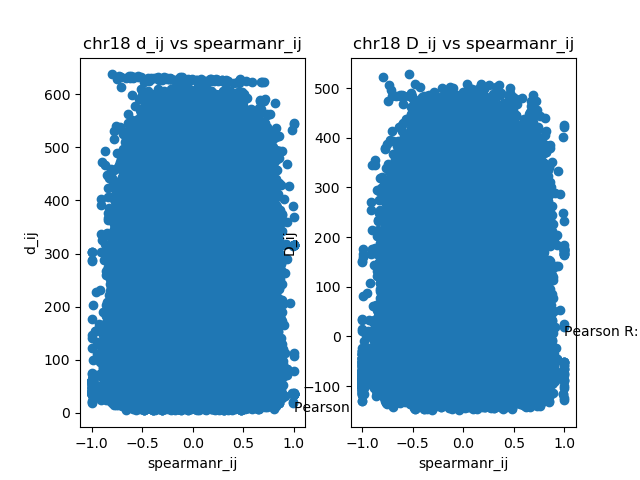 chr18 d_ij vs spearmanr_ij
600
500
400
300
200
100
0
d_ij
−1.0 −0.5 0.0 0.5 1.0
spearmanr_ij
Pearson
chr18 D_ij vs spearmanr_ij
500
400
300
200
100
0
−100
D_ij
−1.0 −0.5 0.0 0.5 1.0
spearmanr_ij
Pearson R: